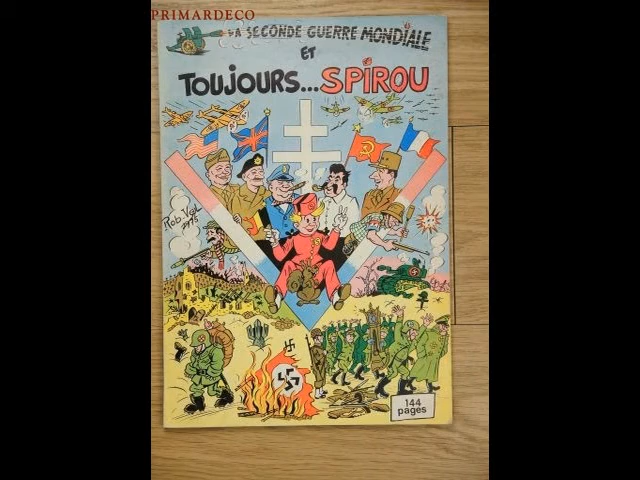 PRIMARDECO
LA SECONDE GUERRE MONDIALE
ET
TOUJOURS...SPIROU
144
pages